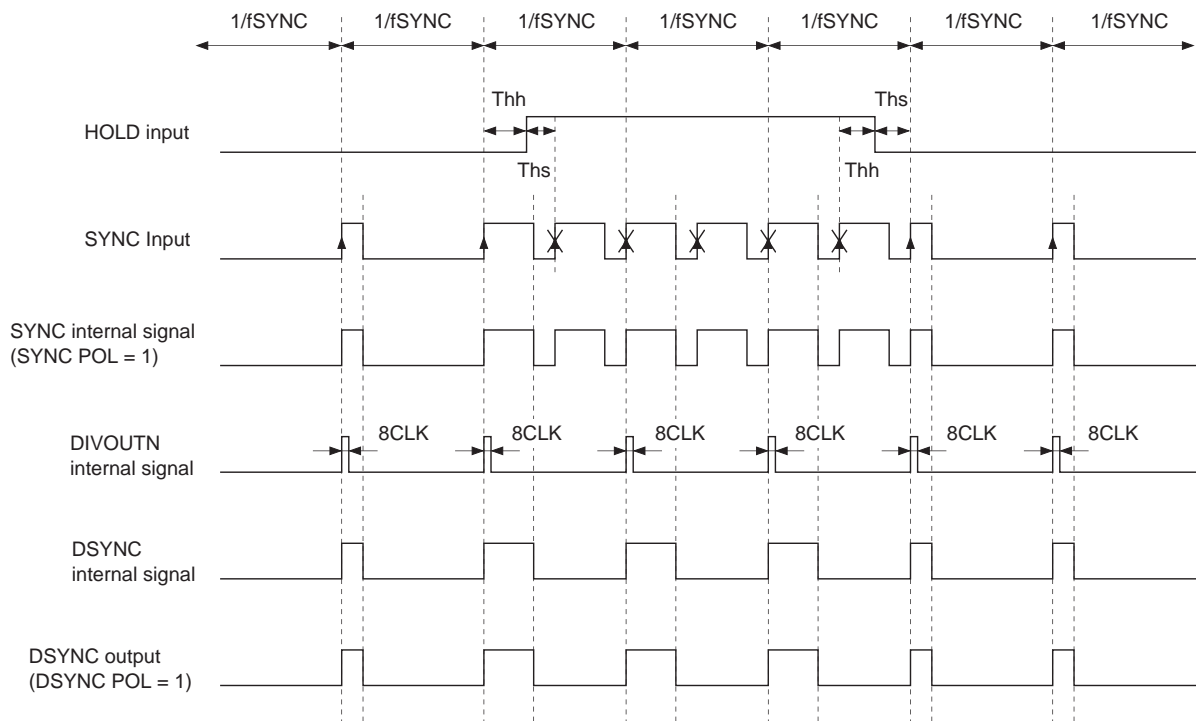 1/fSYNC 1/fSYNC 1/fSYNC 1/fSYNC 1/fSYNC 1/fSYNC 1/fSYNC
Thh Ths
HOLD input
Ths Thh
SYNC Input
SYNC internal signal
(SYNC POL = 1)
DIVOUTN
internal signal
8CLK 8CLK 8CLK 8CLK 8CLK 8CLK
DSYNC
internal signal
DSYNC output
(DSYNC POL = 1)